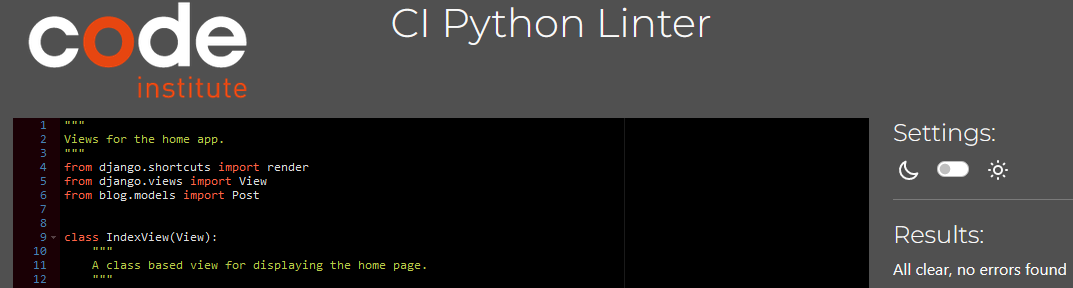 code
institute
CI Python Linter
1 """
2 Views for the home app.
3 """
4 from django.shortcuts import render
5 from django.views import View
6 from blog.models import Post
7
8
9 class IndexView(View):
10 """
11 A class based view for displaying the home page.
12 """
Settings:
Results:
All clear, no errors found